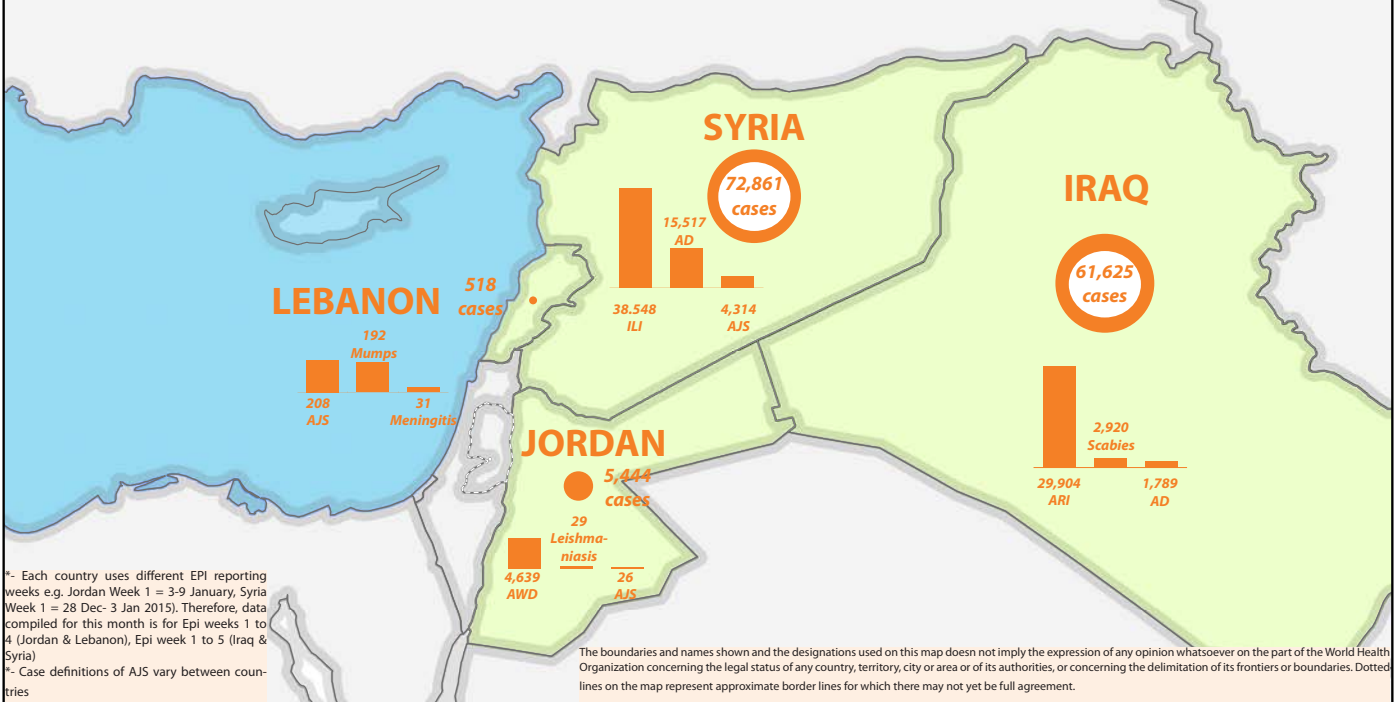 SYRIA
72,861
cases
15,517
AD
38.548
ILI
4,314
AJS
IRAQ
61,625
cases
2,920
Scabies
29,904
ARI
1,789
AD
LEBANON
518
cases
192
Mumps
208
AJS
31
Meningitis
JORDAN
5,444
cases
29
Leishma-
niasis
4,639
AWD
26
AJS
*- Each country uses different EPI reporting
weeks e.g. Jordan Week 1 = 3-9 January, Syria
Week 1 = 28 Dec- 3 Jan 2015). Therefore, data
compiled for this month is for Epi weeks 1 to
4 (Jordan & Lebanon), Epi week 1 to 5 (Iraq &
Syria)
*- Case definitions of AJS vary between coun-
tries
The boundaries and names shown and the designations used on this map doesn not imply the expression of any opinion whatsoever on the part of the World Health
Organization concerning the legal status of any country, territory, city or area or of its authorities, or concerning the delimitation of its frontiers or boundaries. Dotted
lines on the map represent approximate border lines for which there may not yet be full agreement.